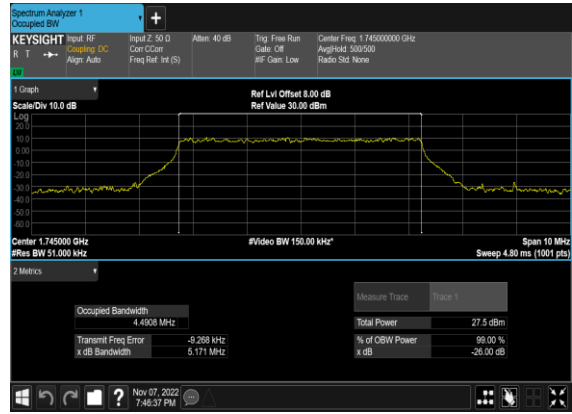 Spectrum Analyzer 1
Occupied BW
+
KEYSIGHT Input: RF Input Z: 50 Ω Atten: 40 dB Trig: Free Run Center Freq: 1.745000000 GHz
R T Coupling: DC Corr CCorr Gate: Off Avg|Hold: 500/500
Align: Auto Freq Ref: Int (S) #IF Gain: Low Radio Std: None
1 Graph
Ref Lvl Offset 8.00 dB
Scale/Div 10.0 dB Ref Value 30.00 dBm
Log
20.0
10.0
0.00
-10.0
-20.0
-30.0
-40.0
-50.0
-60.0
Center 1.745000 GHz #Video BW 150.00 kHz* Span 10 MHz
#Res BW 51.000 kHz Sweep 4.80 ms (1001 pts)
2 Metrics
Measure Trace Trace 1
Occupied Bandwidth
4.4908 MHz Total Power 27.5 dBm
Transmit Freq Error -9.268 kHz % of OBW Power 99.00 %
x dB Bandwidth 5.171 MHz x dB -26.00 dB
? Nov 07, 2022
7:46:37 PM